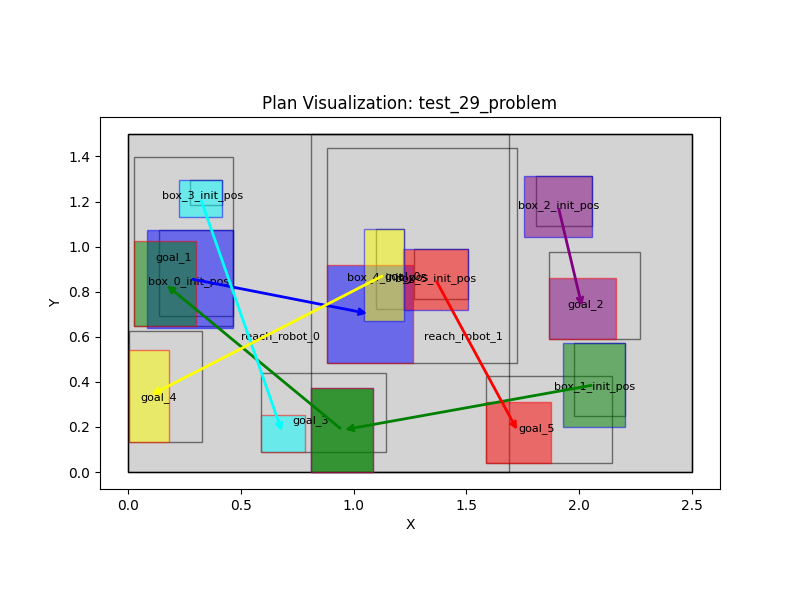 Plan Visualization: test_29_problem
1.4
1.2
1.0
0.8
0.6
0.4
0.2
0.0
Y
box_3_init_pos
box_2_init_pos
goal_1
box_0_init_pos
goal_2
reach_robot_0
reach_robot_1
box_1_init_pos
goal_4
goal_3
goal_5
0.0
0.5
1.0
1.5
2.0
2.5
X